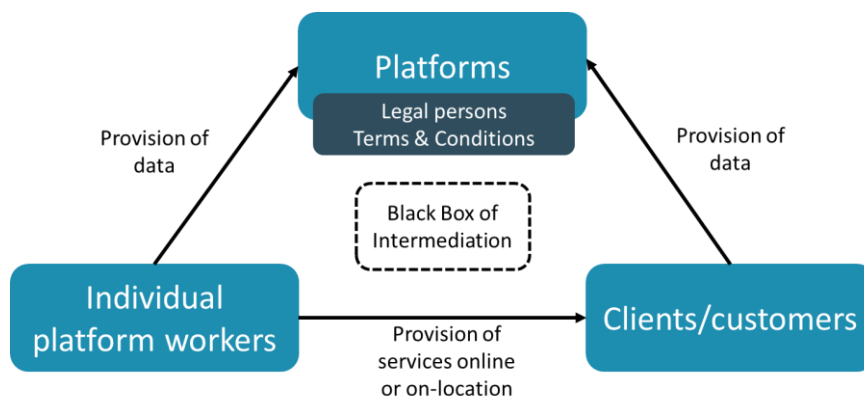 Platforms
Legal persons
Terms & Conditions
Provision of
data
Provision of
data
Black Box of
Intermediation
Individual
platform workers
Clients/customers
Provision of
services online
or on-location